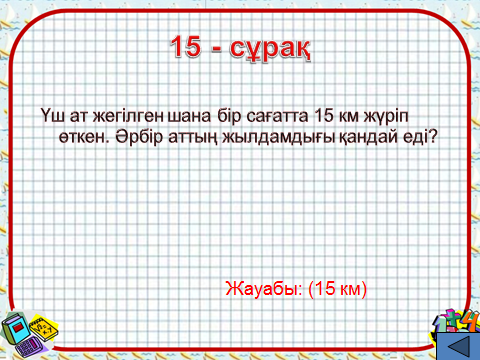 15 - сұрақ
Үш ат жегілген шана бір сағатта 15 км жүріп
өткен. Әрбір аттың жылдамдығы қандай еді?
Жауабы: (15 км)